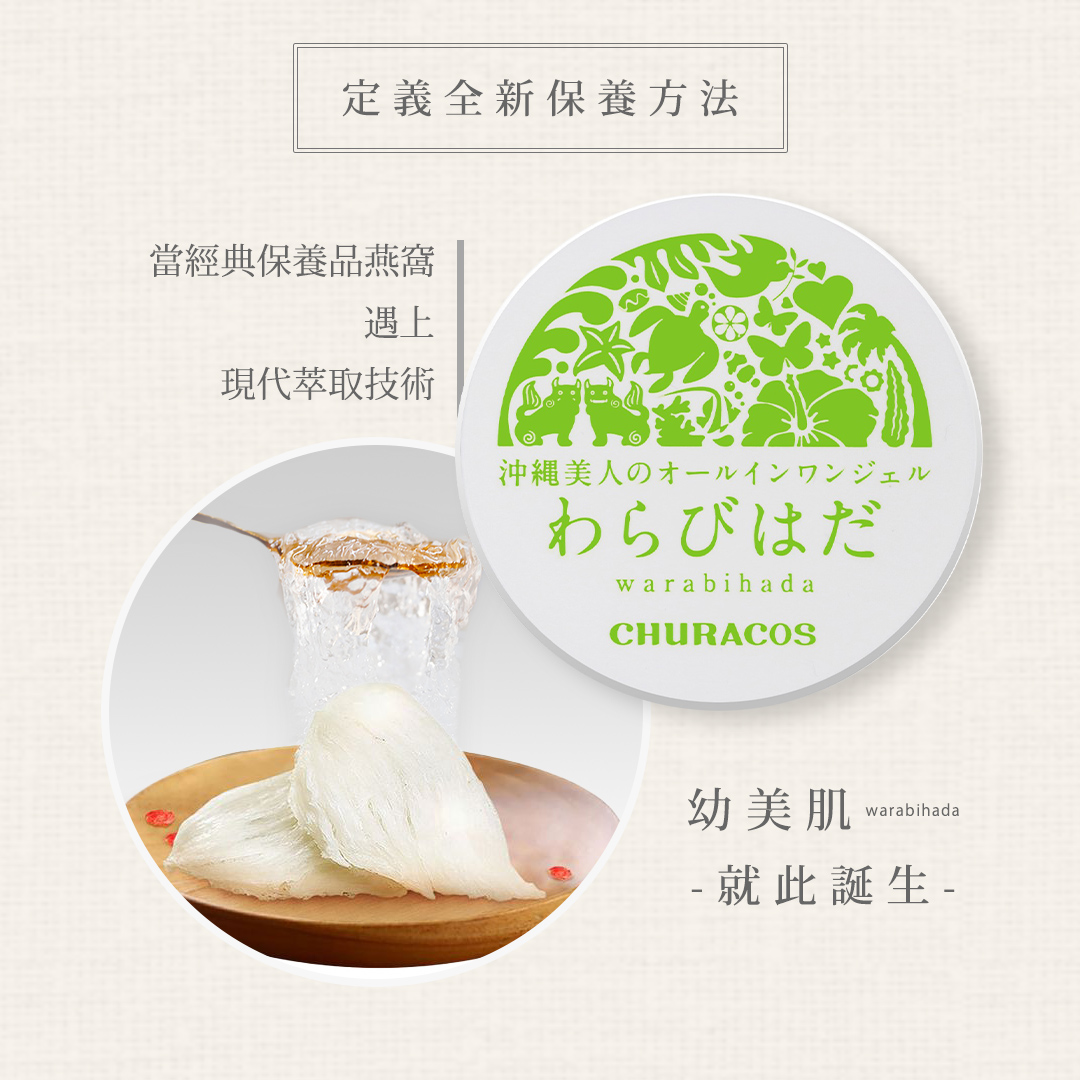 定義全新保養方法
當經典保養品燕窩
遇上
現代萃取技術
沖縄美人のオールインワンジェル
わらびはだ
warabihada
CHURACOS
幼美肌 warabihada
-就此誕生-